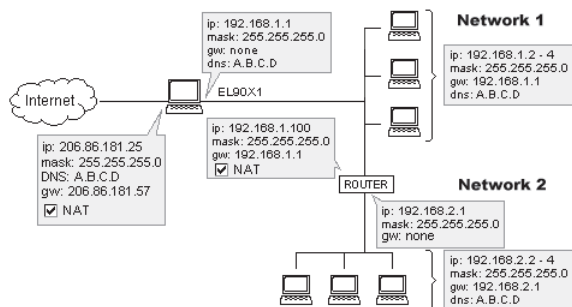 ip: 192.168.1.1
mask: 255.255.255.0
gw: none
dns: A.B.C.D
Network 1
ip: 192.168.1.2 - 4
mask: 255.255.255.0
gw: 192.168.1.1
dns: A.B.C.D
Internet
EL90X1
ip: 206.86.181.25
mask: 255.255.255.0
DNS: A.B.C.D
gw: 206.86.181.57
NAT
ip: 192.168.1.100
mask: 255.255.255.0
gw: 192.168.1.1
NAT
ROUTER
Network 2
ip: 192.168.2.1
mask: 255.255.255.0
gw: none
ip: 192.168.2.2 - 4
mask: 255.255.255.0
gw: 192.168.2.1
dns: A.B.C.D